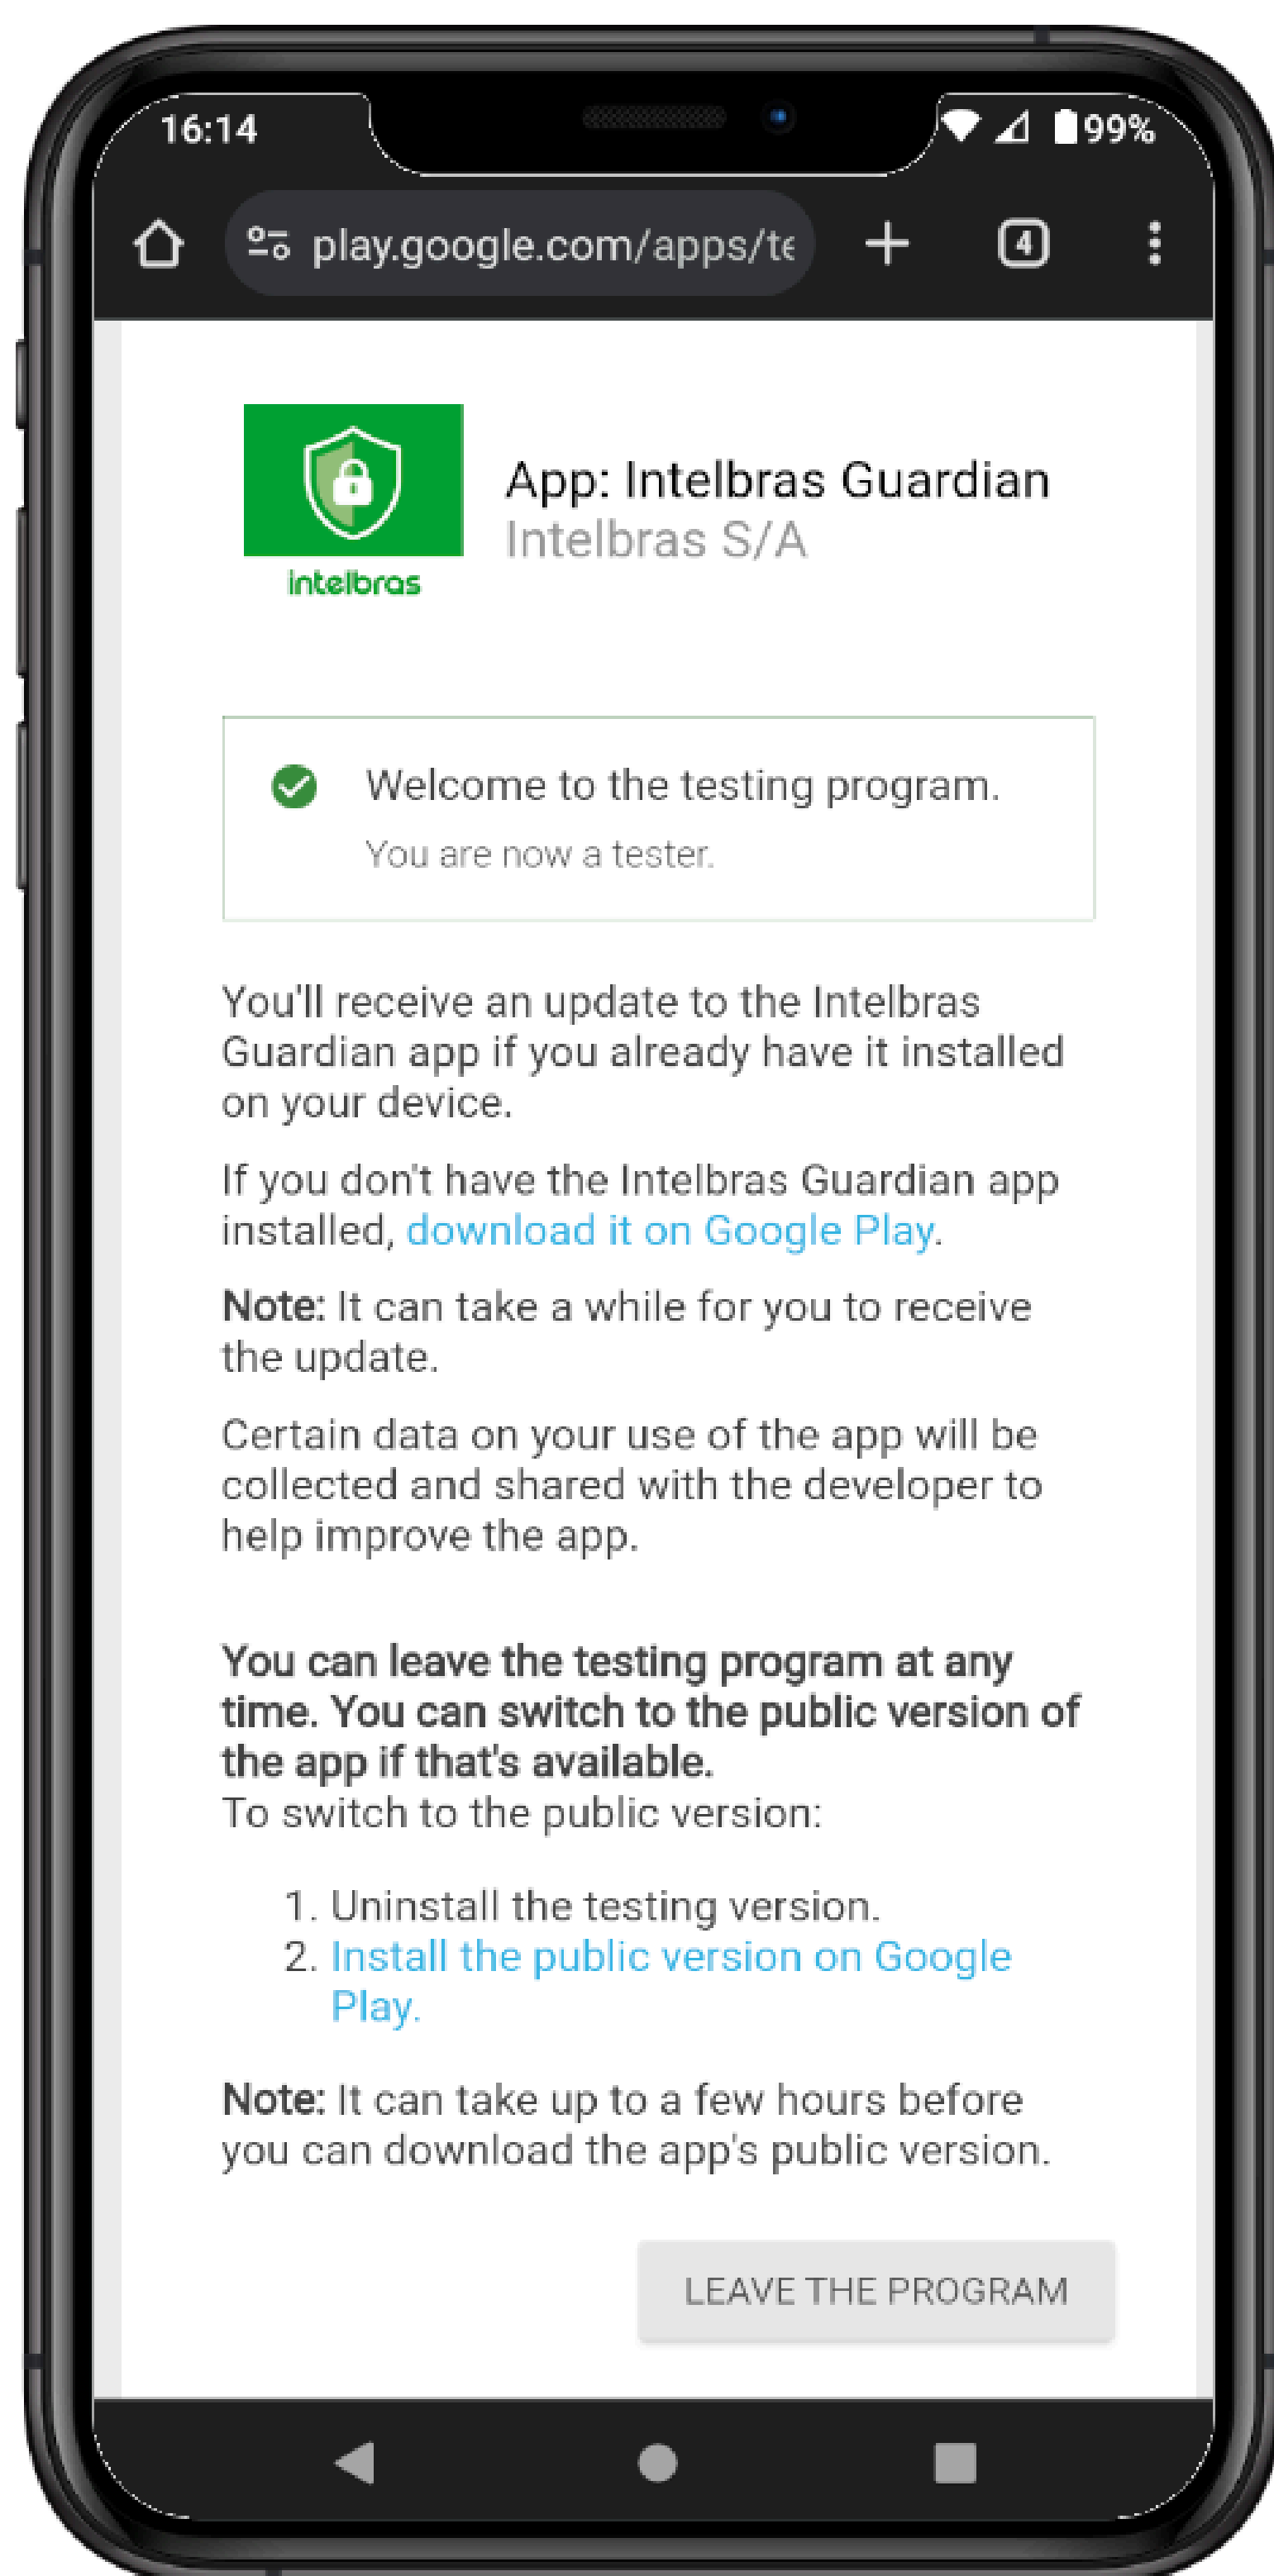 16:14
99%
play.google.com/apps/te
4
App: Intelbras Guardian
Intelbras S/A
intelbras
Welcome to the testing program.
You are now a tester.
You'll receive an update to the Intelbras
Guardian app if you already have it installed
on your device.
If you don't have the Intelbras Guardian app
installed, download it on Google Play.
Note: It can take a while for you to receive
the update.
Certain data on your use of the app will be
collected and shared with the developer to
help improve the app.
You can leave the testing program at any
time. You can switch to the public version of
the app if that's available.
To switch to the public version:
1. Uninstall the testing version.
2. Install the public version on Google
Play.
Note: It can take up to a few hours before
you can download the app's public version.
LEAVE THE PROGRAM